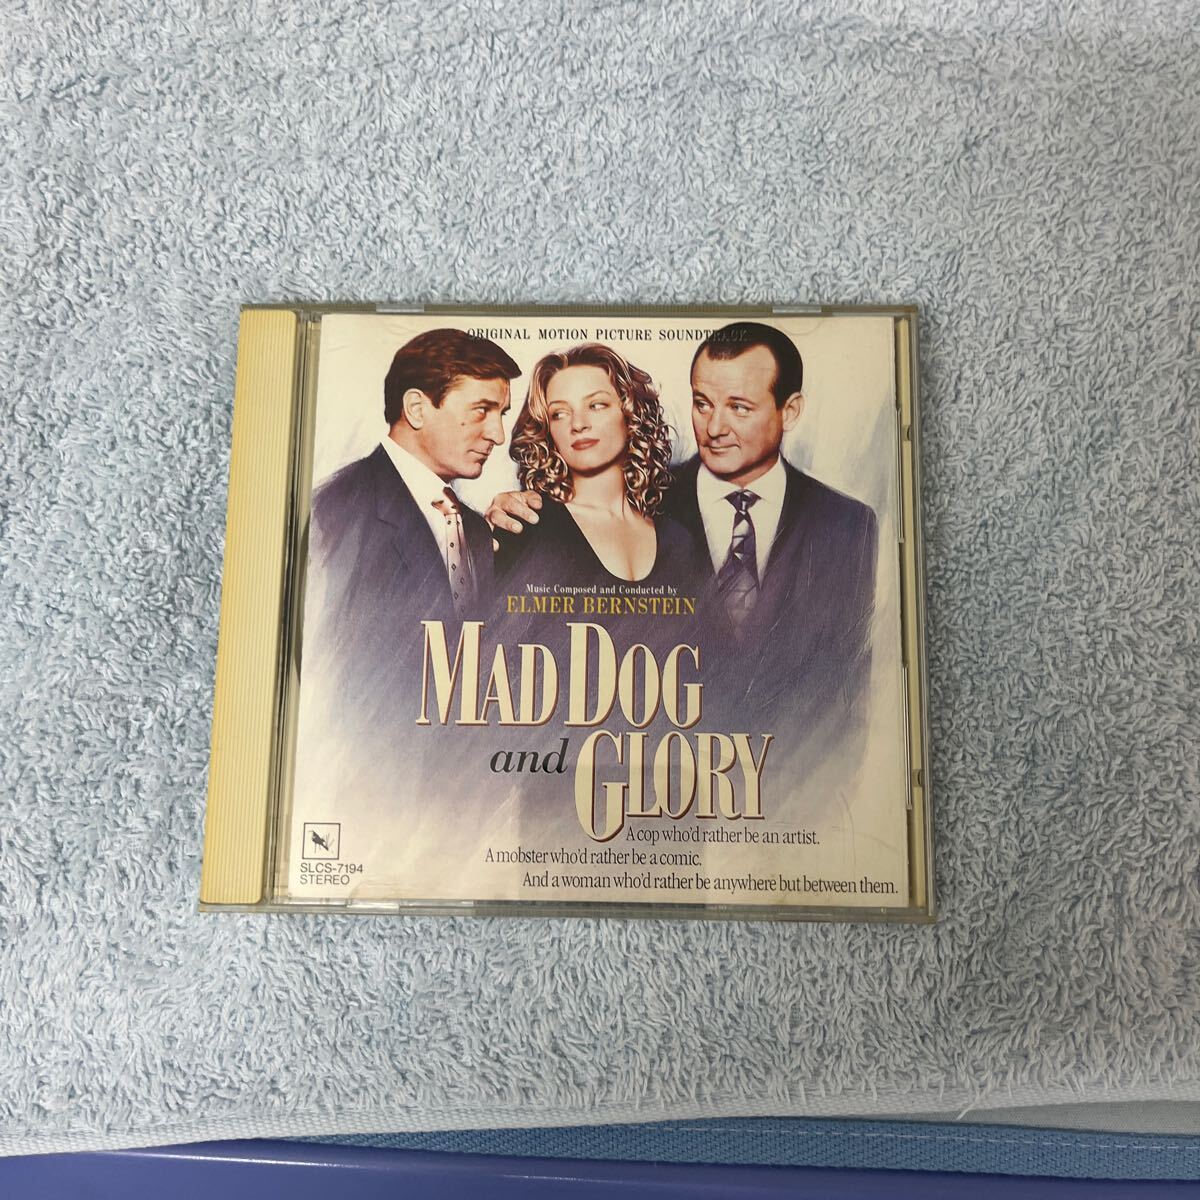 ORIGINAL MOTION PICTURE SOUNDTRACK
Music Composed and Conducted by
ELMER BERNSTEIN
MAD DOG
and GLORY
A cop who'd rather be an artist.
A mobster who'd rather be a comic.
And a woman who'd rather be anywhere but between them.
SLCS-7194
STEREO